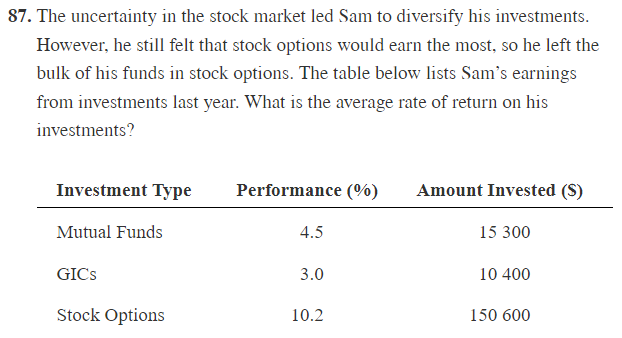 87. The uncertainty in the stock market led Sam to diversify his investments.
However, he still felt that stock options would earn the most, so he left the
bulk of his funds in stock options. The table below lists Sam's earnings
from investments last year. What is the average rate of return on his
investments?
Investment Type Performance (%) Amount Invested ($)
Mutual Funds 4.5 15 300
GICs 3.0 10 400
Stock Options 10.2 150 600